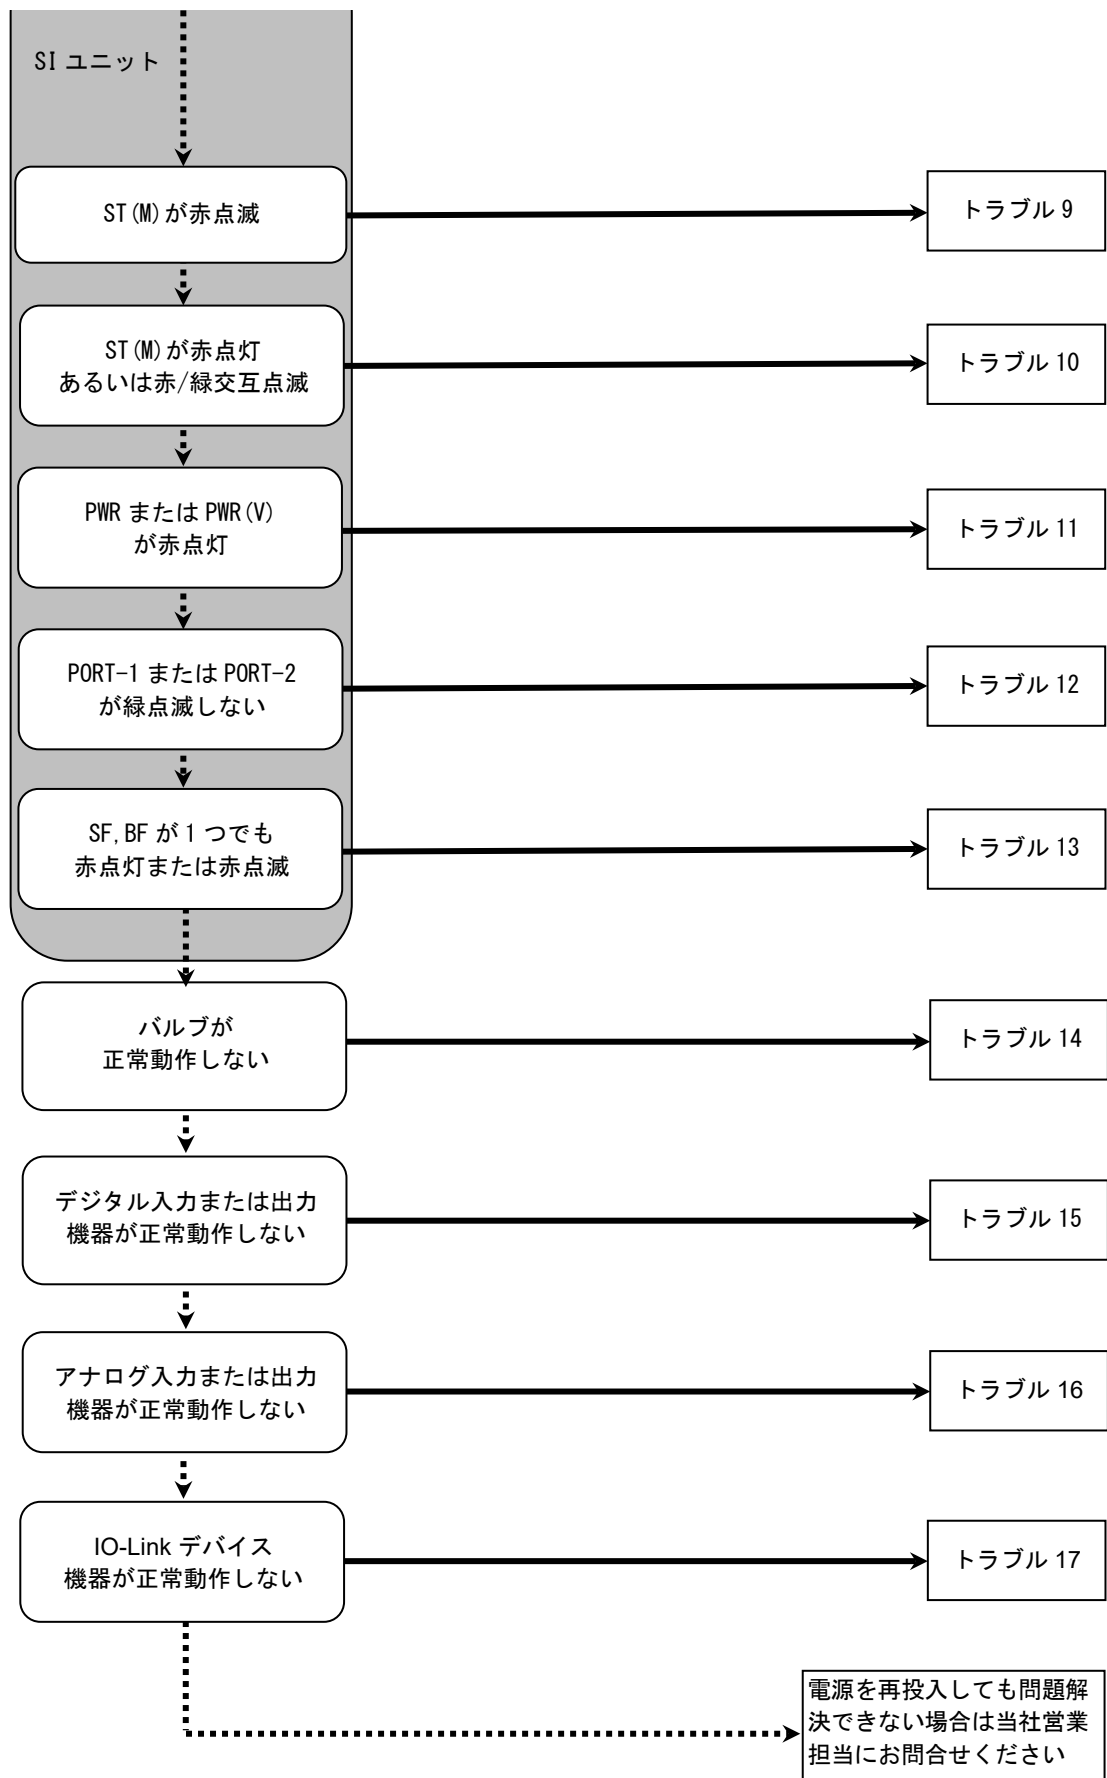 SI ユニット
ST(M)が赤点滅
トラブル 9
ST(M)が赤点灯
あるいは赤/緑交互点滅
トラブル 10
PWR または PWR(V)
が赤点灯
トラブル 11
PORT-1 または PORT-2
が緑点滅しない
トラブル 12
SF,BF が 1 つでも
赤点灯または赤点滅
トラブル 13
バルブが
正常動作しない
トラブル 14
デジタル入力または出力
機器が正常動作しない
トラブル 15
アナログ入力または出力
機器が正常動作しない
トラブル 16
IO-Link デバイス
機器が正常動作しない
トラブル 17
電源を再投入しても問題解
決できない場合は当社営業
担当にお問合せください